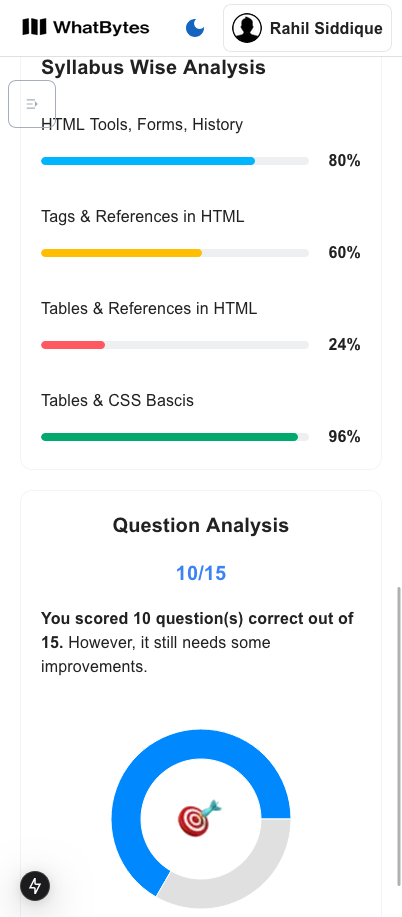 WhatBytes
Rahil Siddique
Syllabus Wise Analysis
HTML Tools, Forms, History
80%
Tags & References in HTML
60%
Tables & References in HTML
24%
Tables & CSS Bascis
96%
Question Analysis
10/15
You scored 10 question(s) correct out of
15. However, it still needs some
improvements.